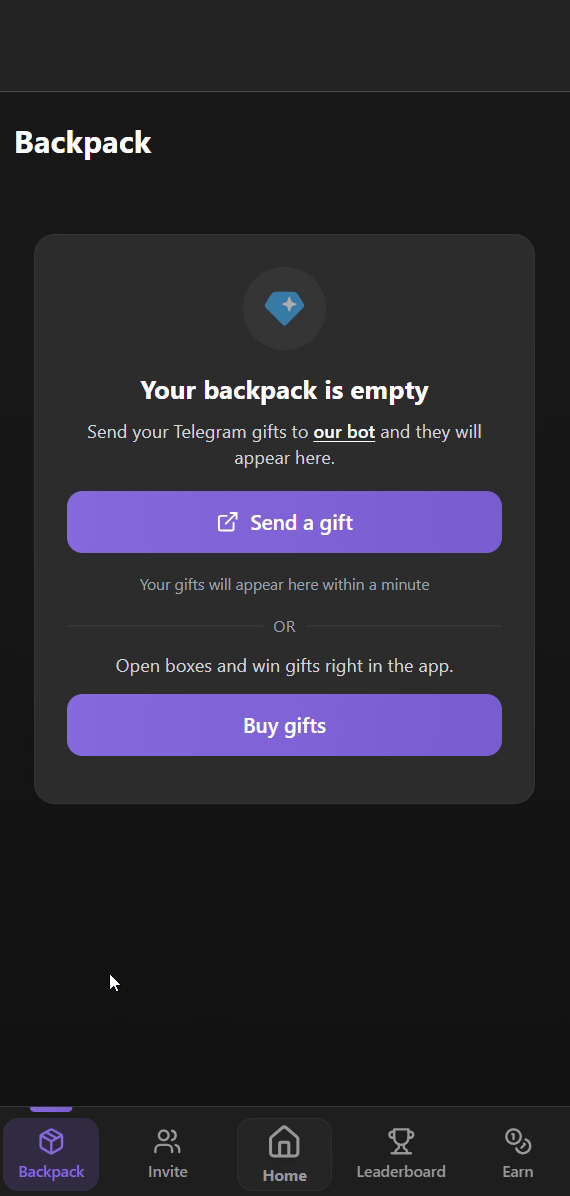 Backpack
Your backpack is empty
Send your Telegram gifts to our bot and they will
appear here.
Send a gift
Your gifts will appear here within a minute
OR
Open boxes and win gifts right in the app.
Buy gifts
Backpack
Invite
Home
Leaderboard
Earn